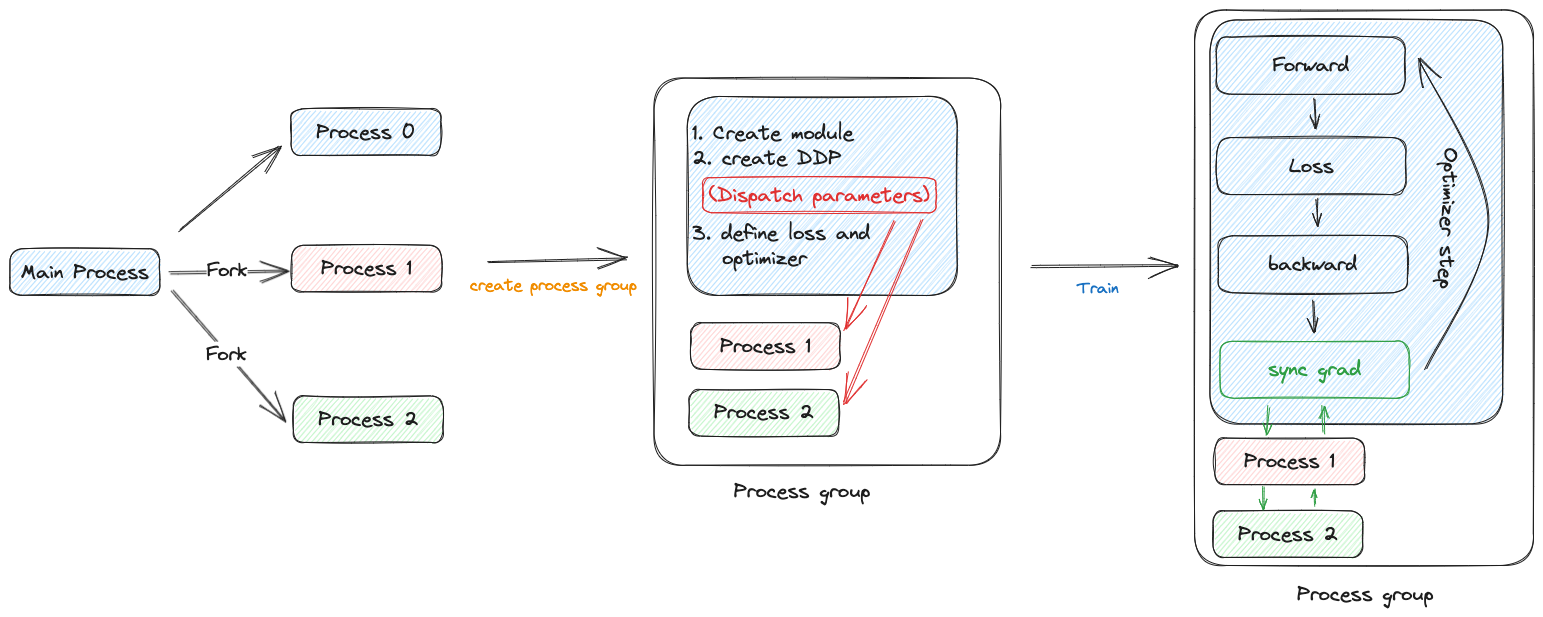 Process 0
Main Process
Fork
Process 1
Fork
Process 2
create process group
1. Create module
2. create DDP
(Dispatch parameters)
3. define loss and
optimizer
Process 1
Process 2
Process group
Train
Forward
Loss
backward
sync grad
Optimizer step
Process 1
Process 2
Process group